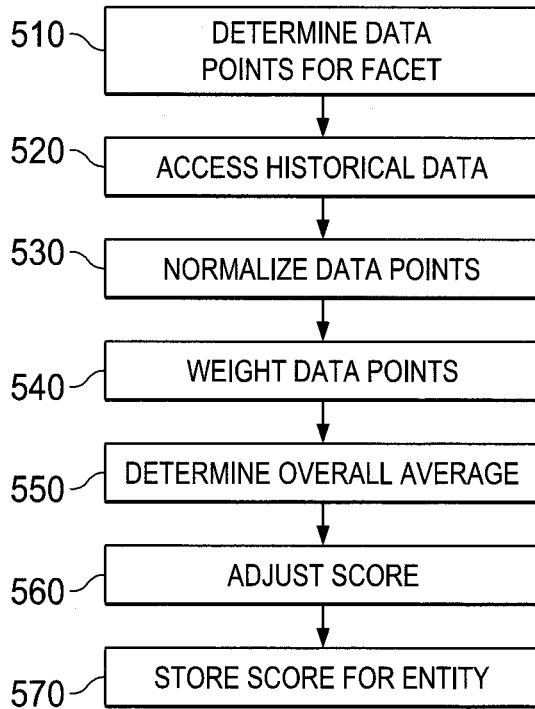 510
DETERMINE DATA
POINTS FOR FACET
520
ACCESS HISTORICAL DATA
530
NORMALIZE DATA POINTS
540
WEIGHT DATA POINTS
550
DETERMINE OVERALL AVERAGE
560
ADJUST SCORE
570
STORE SCORE FOR ENTITY